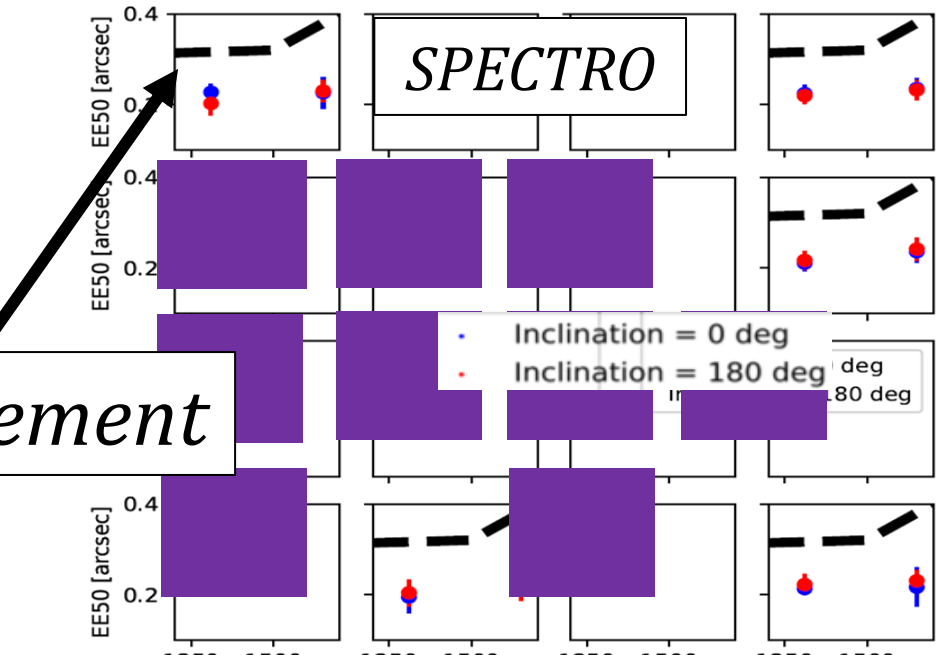 0.4
EE50 [arcsec]
SPECTRO
0.4
EE50 [arcsec]
0.2
Inclination = 0 deg
Inclination = 180 deg
deg
180 deg
ement
0.4
EE50 [arcsec]
0.2